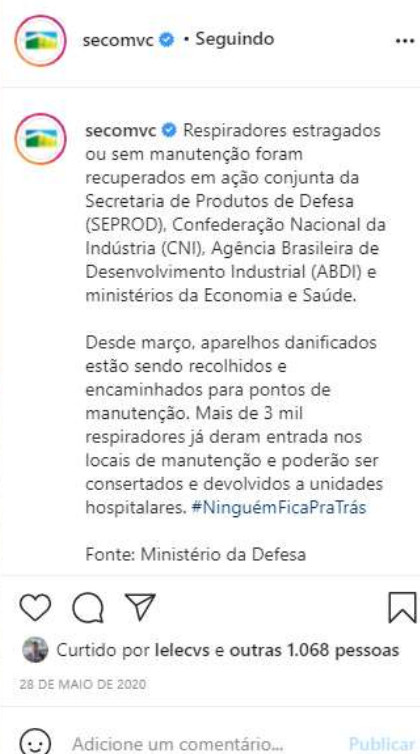 secomvc • Seguindo
secomvc Respiradores estragados
ou sem manutenção foram
recuperados em ação conjunta da
Secretaria de Produtos de Defesa
(SEPROD), Confederação Nacional da
Indústria (CNI), Agência Brasileira de
Desenvolvimento Industrial (ABDI) e
ministérios da Economia e Saúde.
Desde março, aparelhos danificados
estão sendo recolhidos e
encaminhados para pontos de
manutenção. Mais de 3 mil
respiradores já deram entrada nos
locais de manutenção e poderão ser
consertados e devolvidos a unidades
hospitalares. #NinguémFicaPraTrás
Fonte: Ministério da Defesa
Curtido por lelecvs e outras 1.068 pessoas
28 DE MAIO DE 2020
Adicione um comentário... Publicar